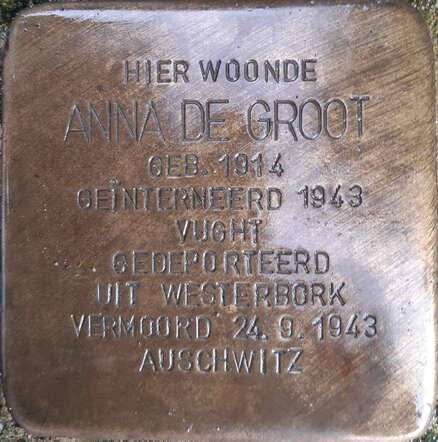 HIER WOONDE
ANNA DE GROOT
GEB. 1914
GEÏNTERNEERD 1943
VUGHT
GEDEPORTEERD
UIT WESTERBORK
VERMOORD 24.9.1943
AUSCHWITZ